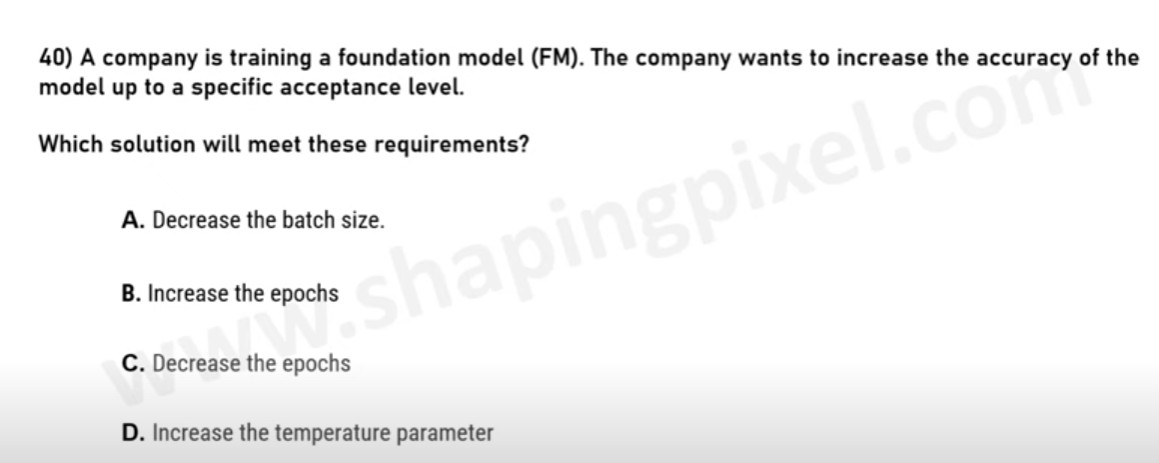 40) A company is training a foundation model (FM). The company wants to increase the accuracy of the
model up to a specific acceptance level.
Which solution will meet these requirements?
A. Decrease the batch size.
B. Increase the epochs
C. Decrease the epochs
D. Increase the temperature parameter
www.shapingpixel.com